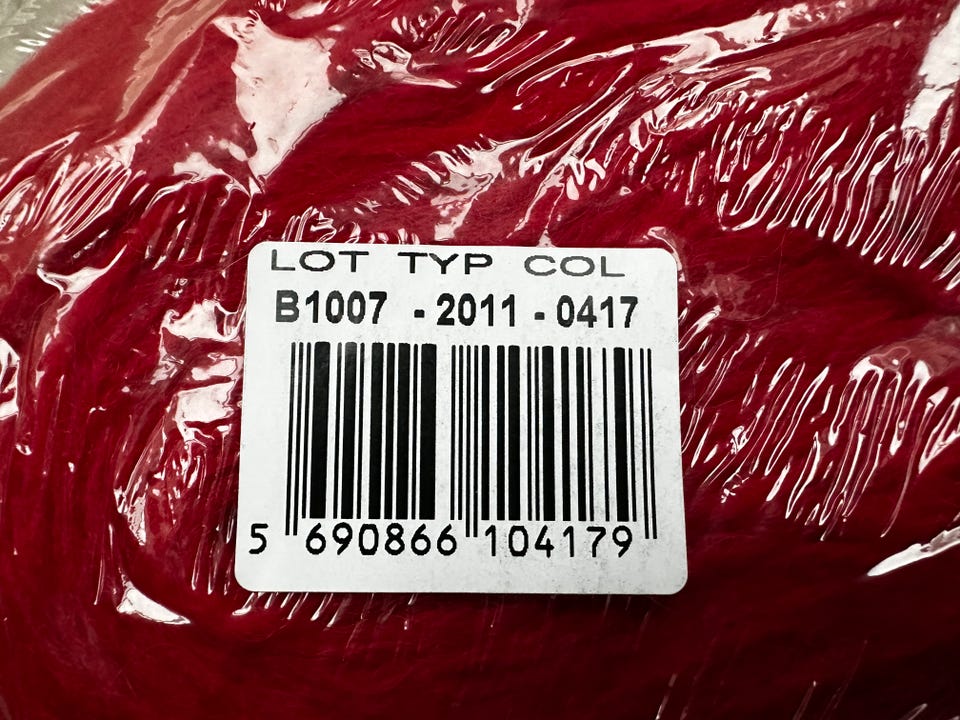 LOT TYP COL
B1007 - 2011 - 0417
5 690866 104179